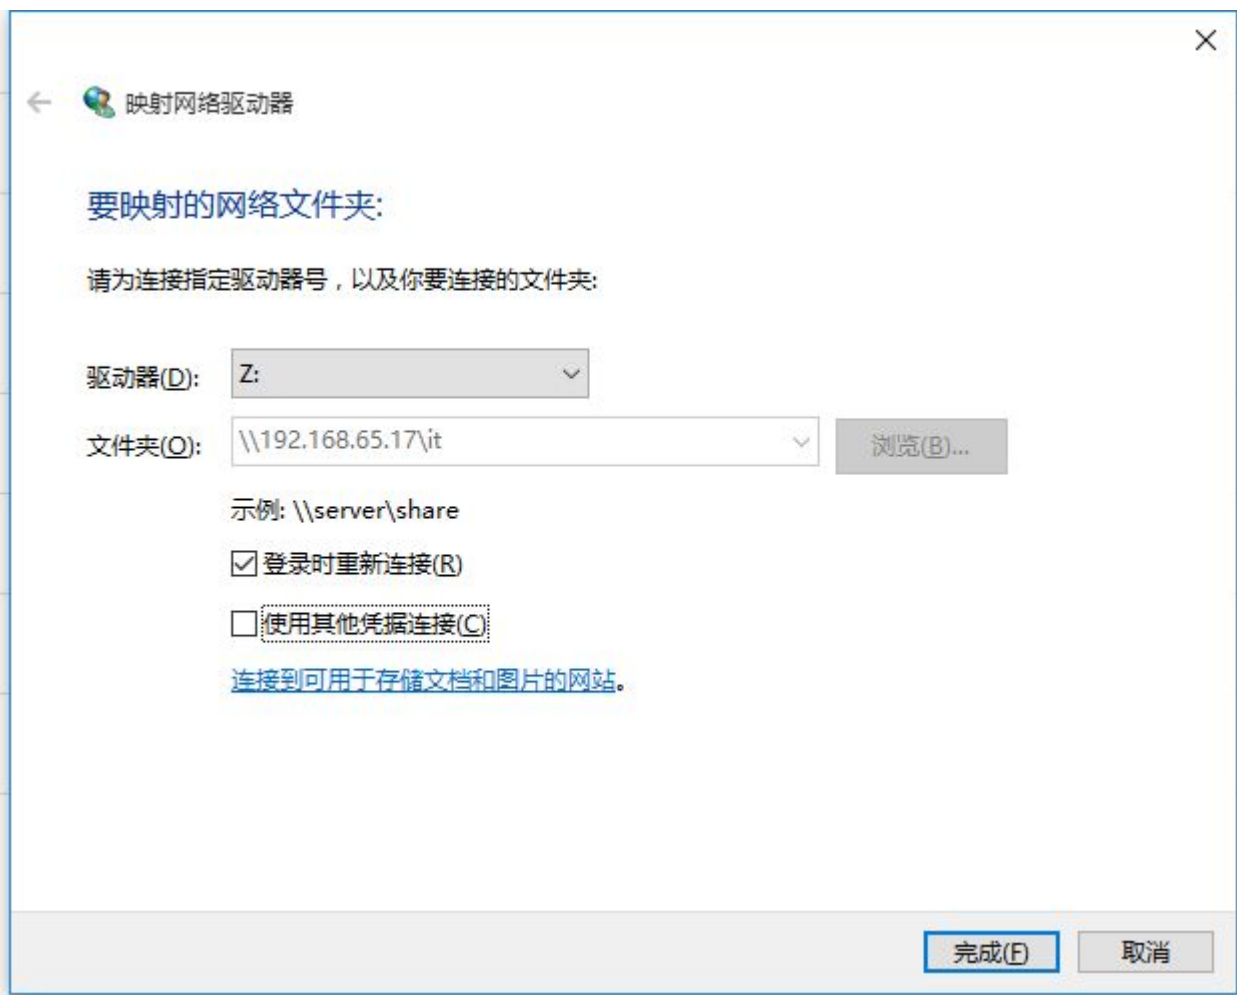 映射网络驱动器
要映射的网络文件夹:
请为连接指定驱动器号，以及你要连接的文件夹:
驱动器(D): Z:
文件夹(O): \\192.168.65.17\it 浏览(B)...
示例: \\server\share
登录时重新连接(R)
使用其他凭据连接(C)
连接到可用于存储文档和图片的网站。
完成(F) 取消